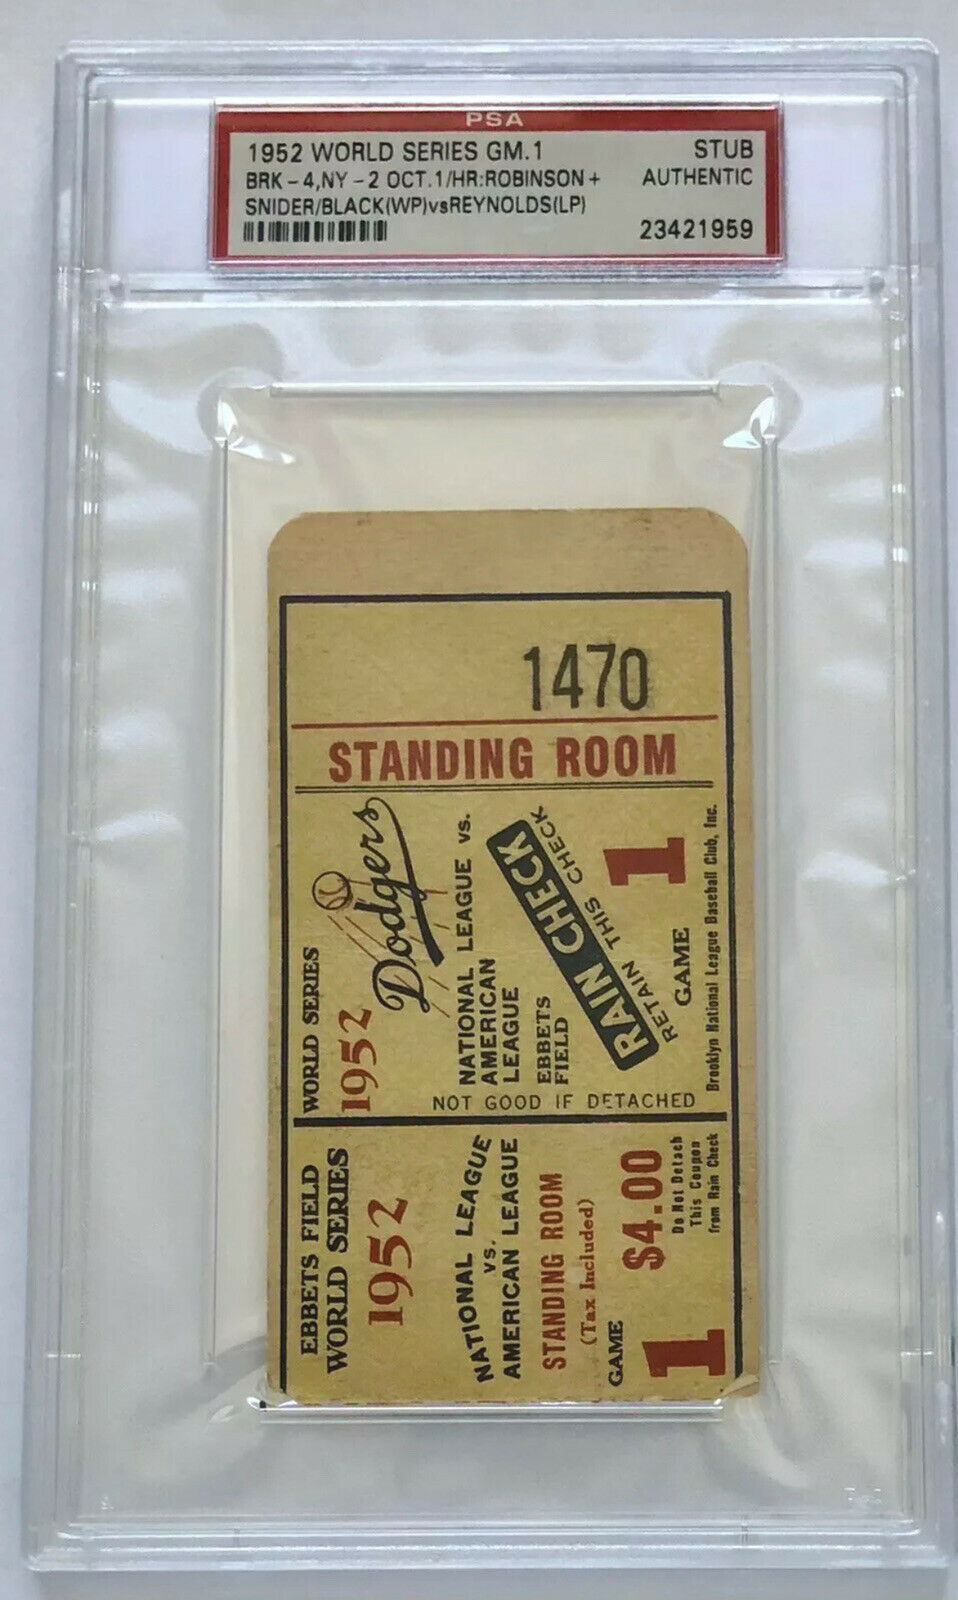 PSA
1952 WORLD SERIES GM.1 STUB
BRK-4,NY-2 OCT.1/HR:ROBINSON+ AUTHENTIC
SNIDER/BLACK(WP)vsREYNOLDS(LP)
23421959
1470
STANDING ROOM
WORLD SERIES
1952
Dodgers
NATIONAL LEAGUE vs.
AMERICAN
LEAGUE
EBBETS
FIELD
RAIN CHECK
RETAIN THIS CHECK
GAME 1
Brooklyn National League Baseball Club, Inc.
NOT GOOD IF DETACHED
EBBETS FIELD
WORLD SERIES
1952
NATIONAL LEAGUE
vs.
AMERICAN LEAGUE
STANDING ROOM
(Tax Included)
GAME
1
$4.00
Do Not Detach
This Coupon
from Rain Check